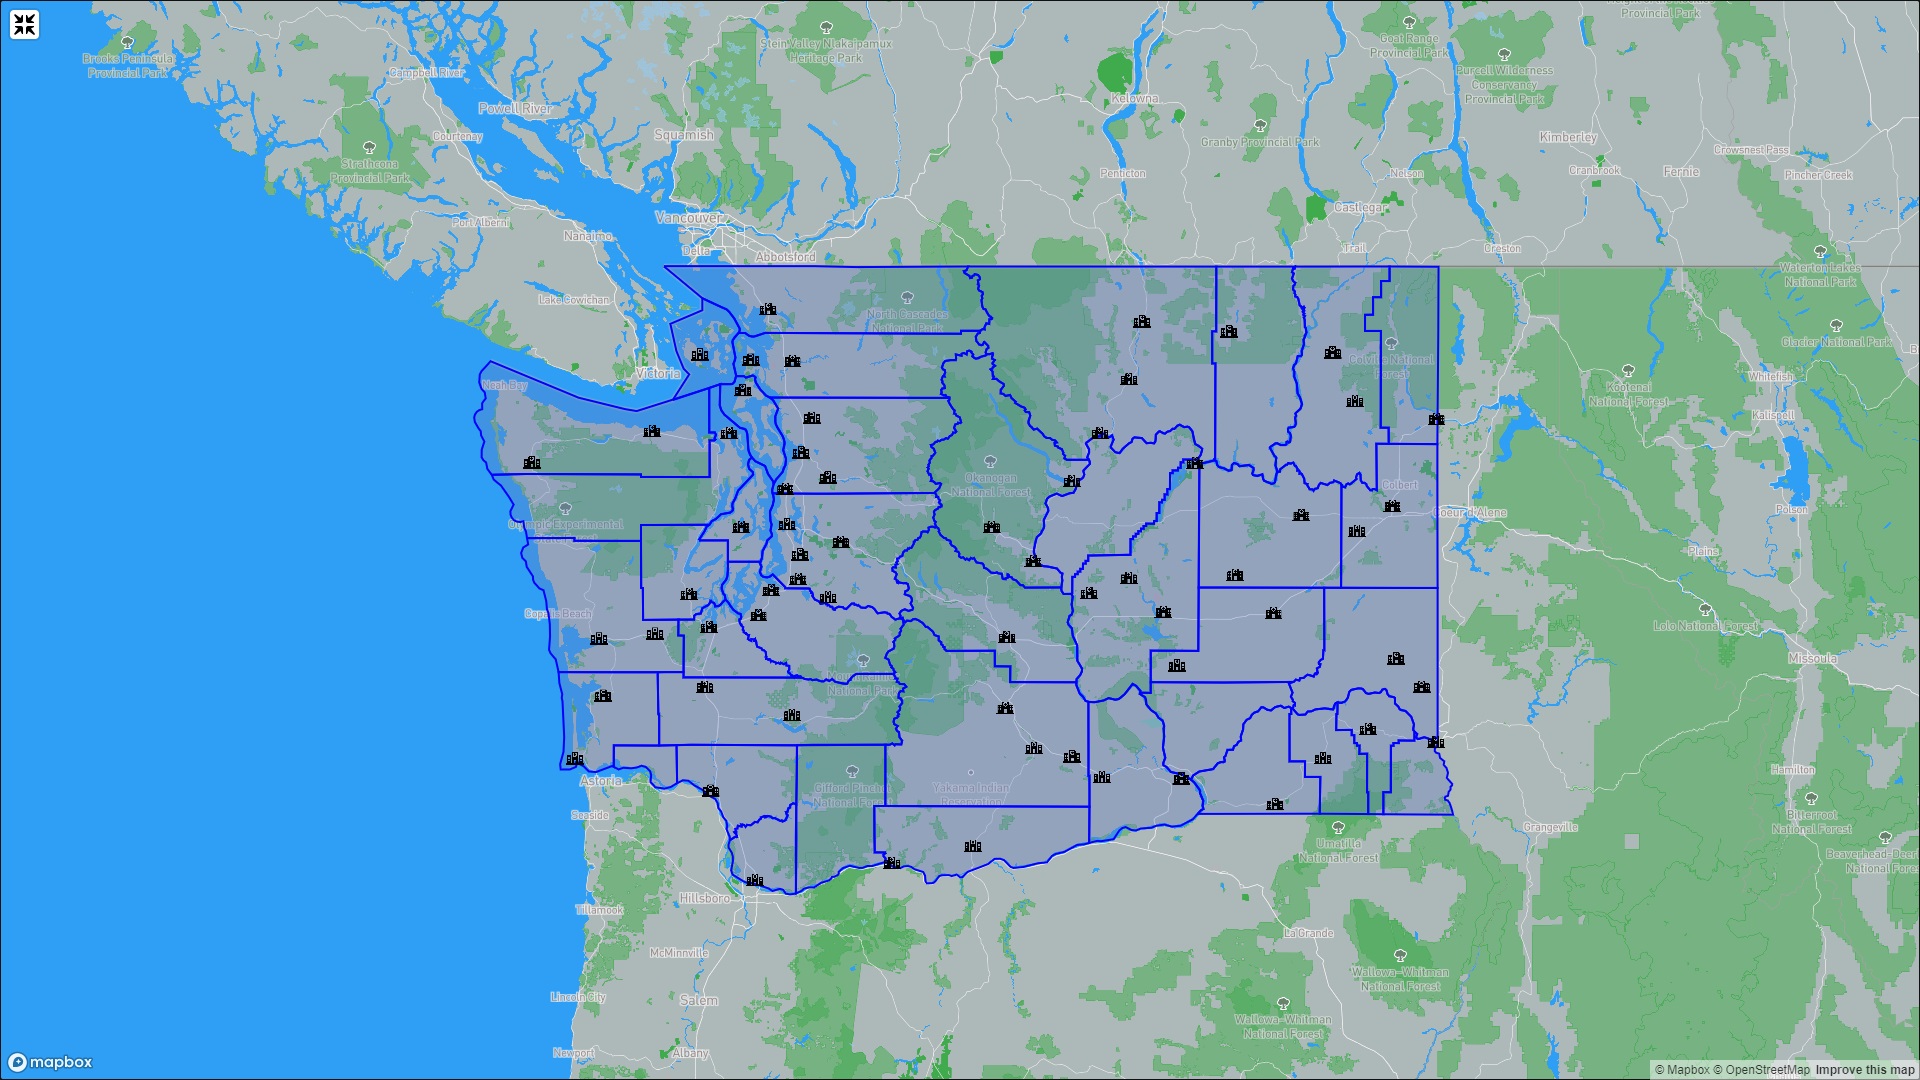 Provincial Park
Brooks Peninsula
Provincial Park
Campbell River
Stein Valley Nlaka'pamux
Heritage Park
Goat Range
Provincial Park
Purcell Wilderness
Conservancy
Provincial Park
Powell River
Kelowna
Courtenay
Squamish
Granby Provincial Park
Kimberley
Crowsnest Pass
Strathcona
Provincial Park
Penticton
Nelson
Cranbrook
Fernie
Pincher Creek
Port Alberni
Vancouver
Castlegar
Nanaimo
Delta
Abbotsford
Trail
Creston
Waterton Lakes
National Park
Lake Cowichan
North Cascades
National Park
Glacier National Park
Colville National
Forest
Victoria
Neah Bay
Whitefish
Kootenai
National Forest
Kalispell
Okanogan
National Forest
Colbert
Coeur d'Alene
Polson
Olympic Experimental
State Forest
Plains
Copalis Beach
Lolo National Forest
Missoula
National Park
Astoria
Gifford Pinchot
National Forest
Yakama Indian
Reservation
Hamilton
Seaside
Grangeville
Bitterroot
National Forest
Umatilla
National Forest
Hillsboro
Tillamook
La Grande
McMinnville
Wallowa-Whitman
National Forest
Lincoln City
Salem
Wallowa-Whitman
National Forest
Newport
Albany
mapbox
© Mapbox © OpenStreetMap Improve this map